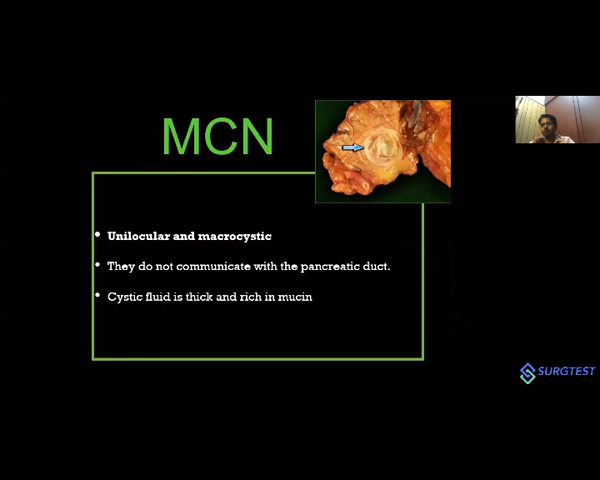 MCN
• Unilocular and macrocystic
• They do not communicate with the pancreatic duct.
• Cystic fluid is thick and rich in mucin
SURGTEST